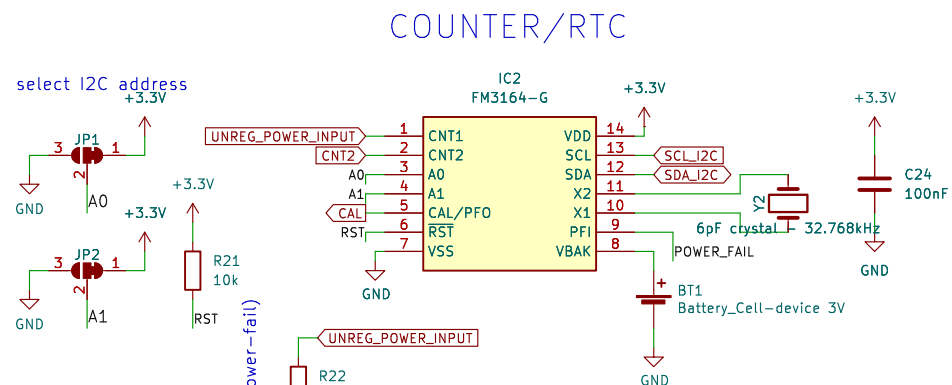 COUNTER/RTC
select I2C address
+3.3V
JP1
3
1
2
A0
GND
+3.3V
JP2
3
1
2
A1
GND
+3.3V
R21
10k
RST
IC2
FM3164-G
UNREG_POWER_INPUT
1
CNT1
CNT2
2
CNT2
A0
3
A0
A1
4
A1
CAL
5
CAL/PFO
RST
6
RST
7
VSS
GND
+3.3V
VDD
14
SCL
13
SCL_I2C
SDA
12
SDA_I2C
X2
11
X1
10
PFI
9
POWER_FAIL
VBAK
8
Y2
6pF crystal - 32.768kHz
+
BT1
Battery_Cell-device 3V
GND
+3.3V
C24
100nF
GND
ower-fail)
UNREG_POWER_INPUT
R22